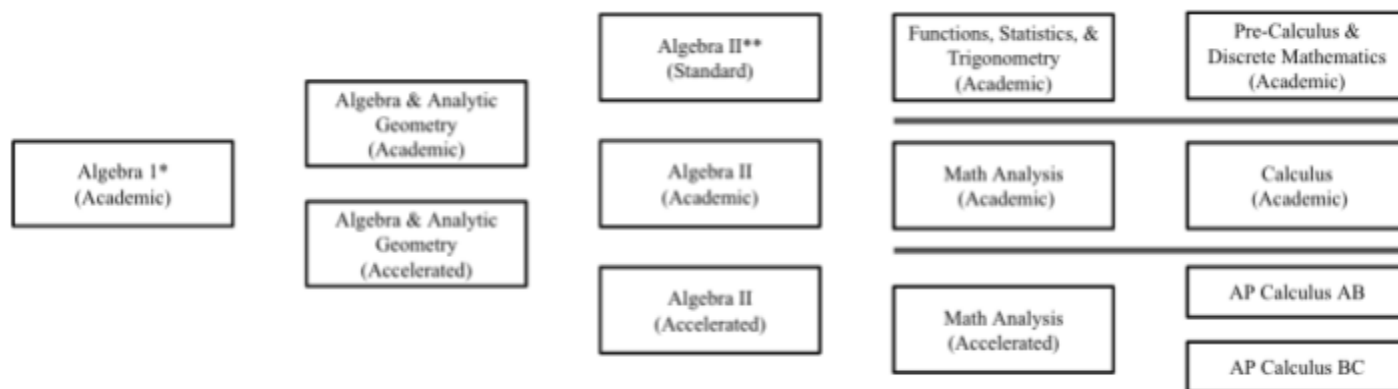 Algebra 1*
(Academic)
Algebra & Analytic
Geometry
(Academic)
Algebra & Analytic
Geometry
(Accelerated)
Algebra II**
(Standard)
Algebra II
(Academic)
Algebra II
(Accelerated)
Functions, Statistics, &
Trigonometry
(Academic)
Math Analysis
(Academic)
Math Analysis
(Accelerated)
Pre-Calculus &
Discrete Mathematics
(Academic)
Calculus
(Academic)
AP Calculus AB
AP Calculus BC